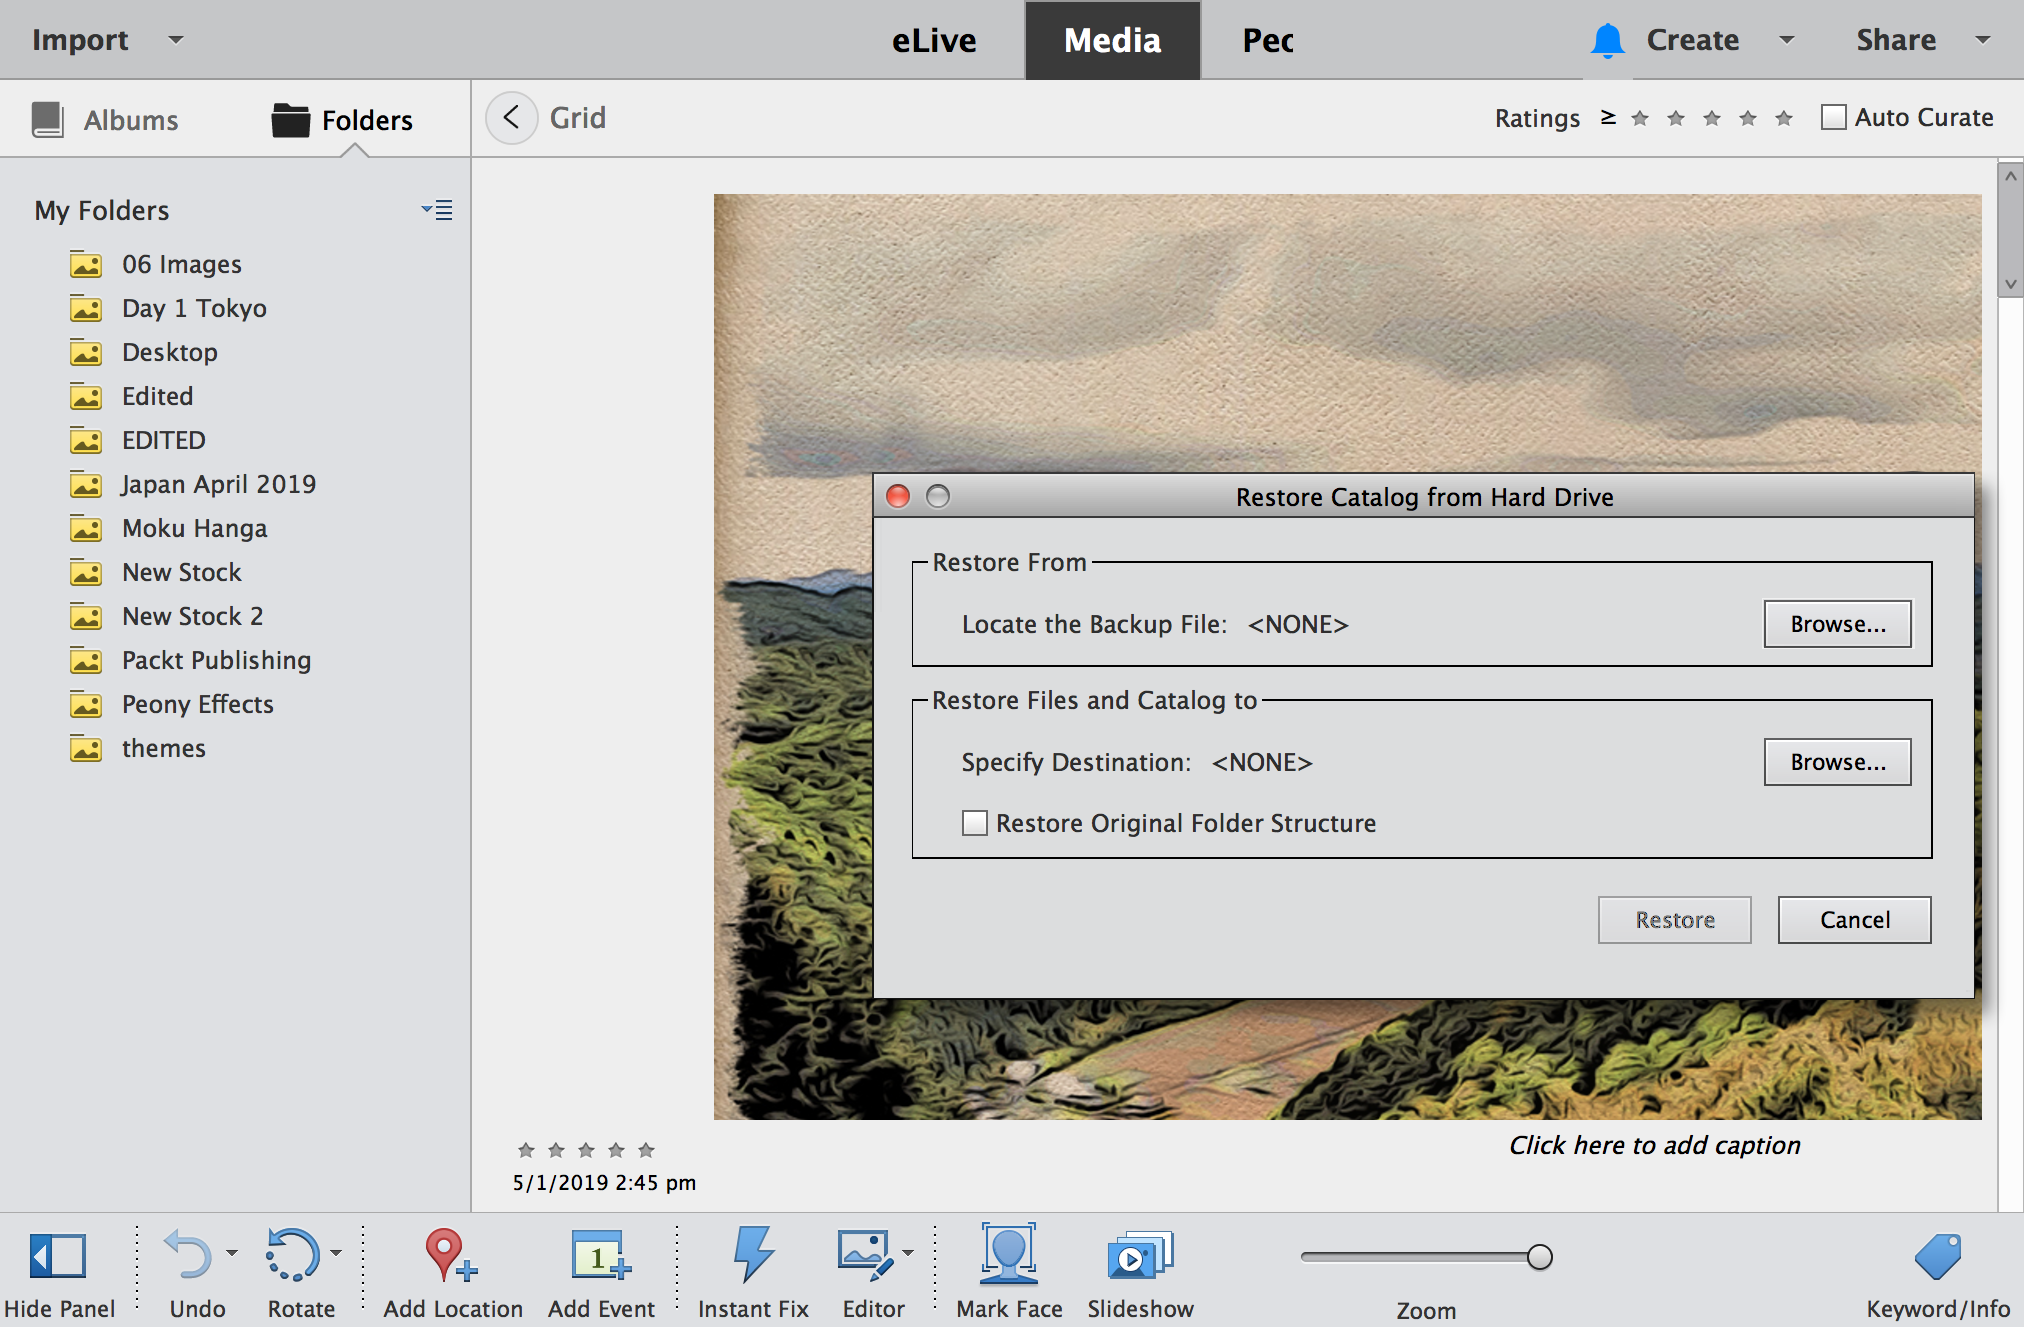 Import
eLive
Media
Create
Share
Albums
Folders
Grid
Ratings ≥
Auto Curate
My Folders
06 Images
Day 1 Tokyo
Desktop
Edited
EDITED
Japan April 2019
Moku Hanga
New Stock
New Stock 2
Packt Publishing
Peony Effects
themes
Restore Catalog from Hard Drive
Restore From
Locate the Backup File: <NONE>
Browse...
Restore Files and Catalog to
Specify Destination: <NONE>
Browse...
Restore Original Folder Structure
Restore
Cancel
Click here to add caption
5/1/2019 2:45 pm
1
Hide Panel
Undo
Rotate
Add Location
Add Event
Instant Fix
Editor
Mark Face
Slideshow
Zoom
Keyword/Info